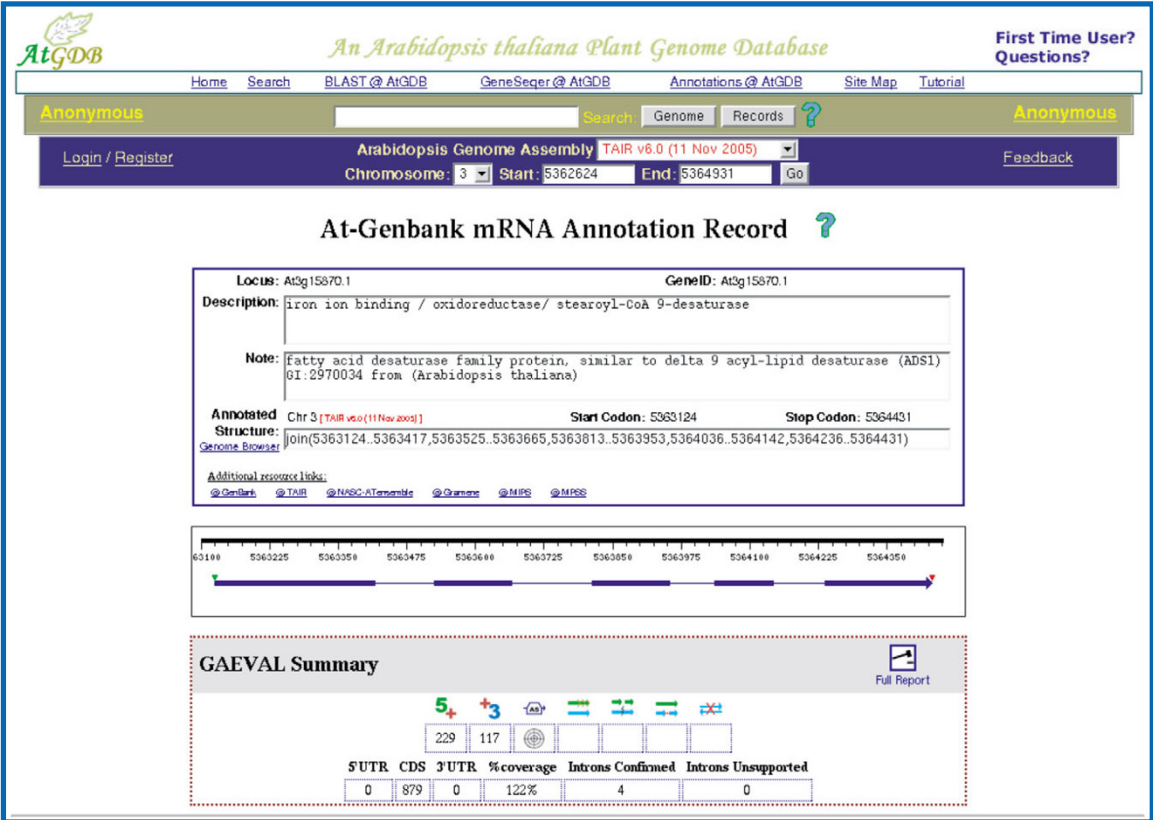 AtGDB
An Arabidopsis thaliana Plant Genome Database
First Time User?
Questions?
Home Search BLAST @ AtGDB GeneSeqer @ AtGDB Annotations @ AtGDB Site Map Tutorial
Anonymous Search: Genome Records ? Anonymous
Login / Register
Arabidopsis Genome Assembly TAIR v6.0 (11 Nov 2005)
Chromosome: 3 Start: 5362624 End: 5364931 Go
Feedback
At-Genbank mRNA Annotation Record ?
Locus: At3g15870.1 GeneID: At3g15870.1
Description: iron ion binding / oxidoreductase/ stearoyl-CoA 9-desaturase
Note: fatty acid desaturase family protein, similar to delta 9 acyl-lipid desaturase (ADS1)
GI:2970034 from (Arabidopsis thaliana)
Annotated Structure: Chr 3 [ TAIR v6.0 (11 Nov 2005) ] Start Codon: 5363124 Stop Codon: 5364431
Genome Browser join(5363124..5363417,5363525..5363665,5363813..5363953,5364036..5364142,5364236..5364431)
Additional resource links:
@GenBank @TAIR @NASC-ATensemble @Gramene @MIPS @MPSS
63100 5363225 5363350 5363475 5363600 5363725 5363850 5363975 5364100 5364225 5364350
GAEVAL Summary
Full Report
5+ +3 AS
229 117
5'UTR CDS 3'UTR %coverage Introns Confirmed Introns Unsupported
0 879 0 122% 4 0